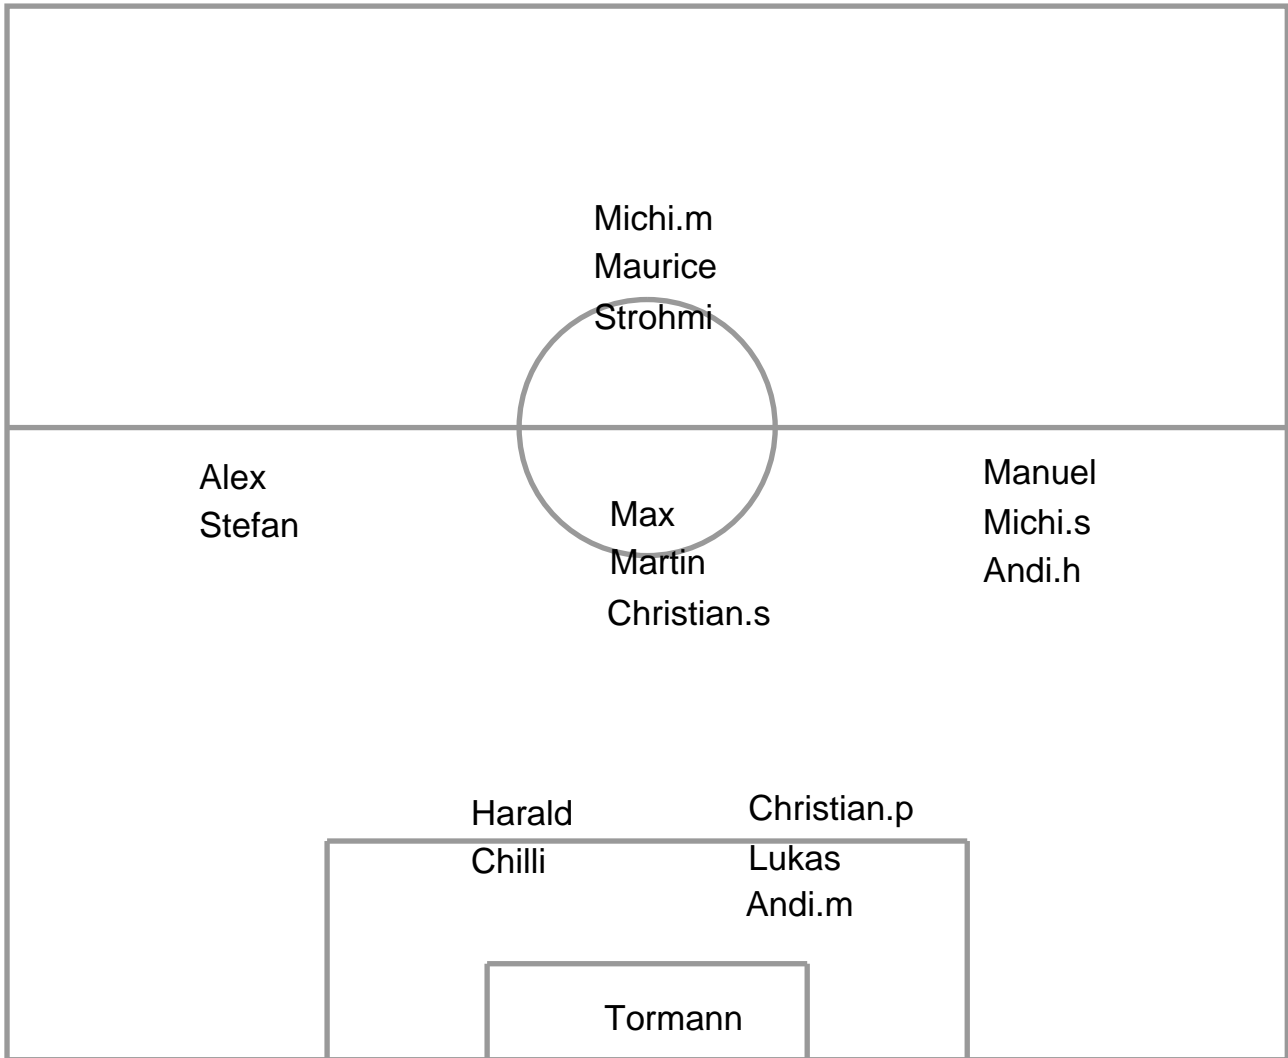 Michi.m
Maurice
Strohmi
Alex
Stefan
Max
Martin
Christian.s
Manuel
Michi.s
Andi.h
Harald
Chilli
Christian.p
Lukas
Andi.m
Tormann